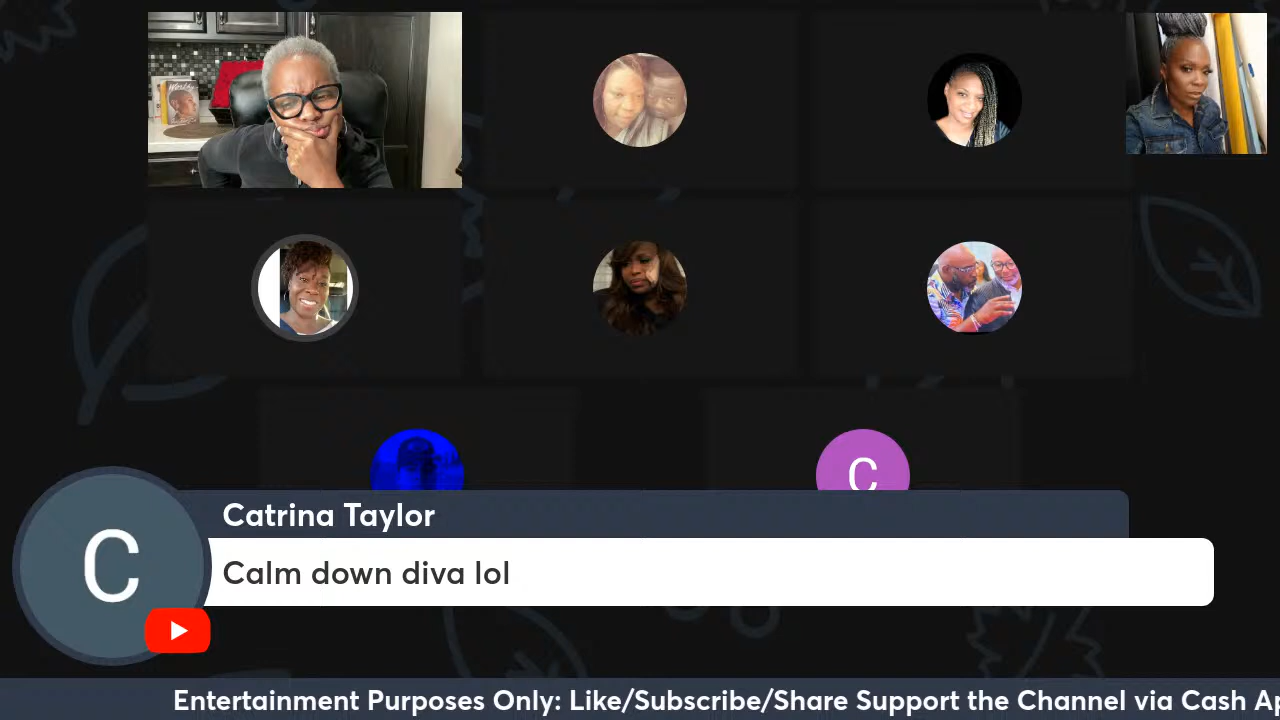 C
C
Catrina Taylor
Calm down diva lol
Entertainment Purposes Only: Like/Subscribe/Share Support the Channel via Cash Ap